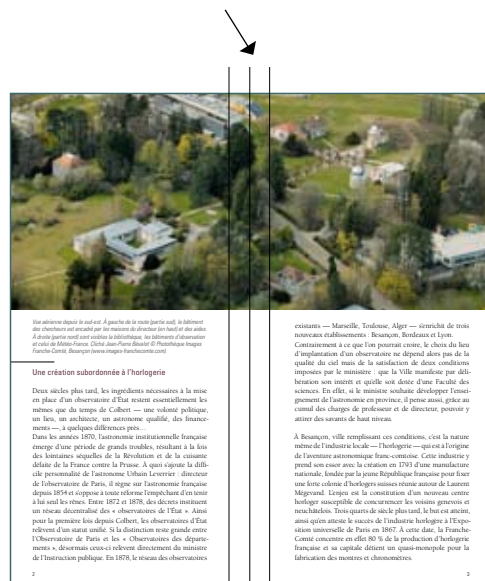 Vue aérienne depuis le sud-est. À gauche de la route (partie sud), le bâtiment
des chercheurs est encadré par les maisons du directeur (en haut) et des aides.
À droite (partie nord) sont visibles la bibliothèque, les bâtiments d'observation
et celui de Météo-France. Cliché Jean-Pierre Bévalot © Photothèque Images
Franche-Comté, Besançon (www.images-franchecomte.com)
Une création subordonnée à l'horlogerie
Deux siècles plus tard, les ingrédients nécessaires à la mise
en place d'un observatoire d'État restent essentiellement les
mêmes que du temps de Colbert — une volonté politique,
un lieu, un architecte, un astronome qualifié, des finance-
ments —, à quelques différences près…
Dans les années 1870, l'astronomie institutionnelle française
émerge d'une période de grands troubles, résultant à la fois
des lointaines séquelles de la Révolution et de la cuisante
défaite de la France contre la Prusse. À quoi s'ajoute la diffi-
cile personnalité de l'astronome Urbain Leverrier : directeur
de l'observatoire de Paris, il règne sur l'astronomie française
depuis 1854 et s'oppose à toute réforme l'empêchant d'en tenir
à lui seul les rênes. Entre 1872 et 1878, des décrets instituent
un réseau décentralisé des « observatoires de l'État ». Ainsi
pour la première fois depuis Colbert, les observatoires d'État
relèvent d'un statut unifié. Si la distinction reste grande entre
l'Observatoire de Paris et les « Observatoires des départe-
ments », désormais ceux-ci relèvent directement du ministre
de l'Instruction publique. En 1878, le réseau des observatoires
2
existants — Marseille, Toulouse, Alger — s'enrichit de trois
nouveaux établissements : Besançon, Bordeaux et Lyon.
Contrairement à ce que l'on pourrait croire, le choix du lieu
d'implantation d'un observatoire ne dépend alors pas de la
qualité du ciel mais de la satisfaction de deux conditions
imposées par le ministère : que la Ville manifeste par déli-
bération son intérêt et qu'elle soit dotée d'une Faculté des
sciences. En effet, si le ministre souhaite développer l'ensei-
gnement de l'astronomie en province, il pense aussi, grâce au
cumul des charges de professeur et de directeur, pouvoir y
attirer des savants de haut niveau.
À Besançon, ville remplissant ces conditions, c'est la nature
même de l'industrie locale — l'horlogerie — qui est à l'origine
de l'aventure astronomique franc-comtoise. Cette industrie y
prend son essor avec la création en 1793 d'une manufacture
nationale, fondée par la jeune République française pour fixer
une forte colonie d'horlogers suisses réunie autour de Laurent
Mégevand. L'enjeu est la constitution d'un nouveau centre
horloger susceptible de concurrencer les voisins genevois et
neuchâtelois. Trois quarts de siècle plus tard, le but est atteint,
ainsi qu'en atteste le succès de l'industrie horlogère à l'Expo-
sition universelle de Paris en 1867. À cette date, la Franche-
Comté concentre en effet 80 % de la production d'horlogerie
française et sa capitale détient un quasi-monopole pour la
fabrication des montres et chronomètres.
3